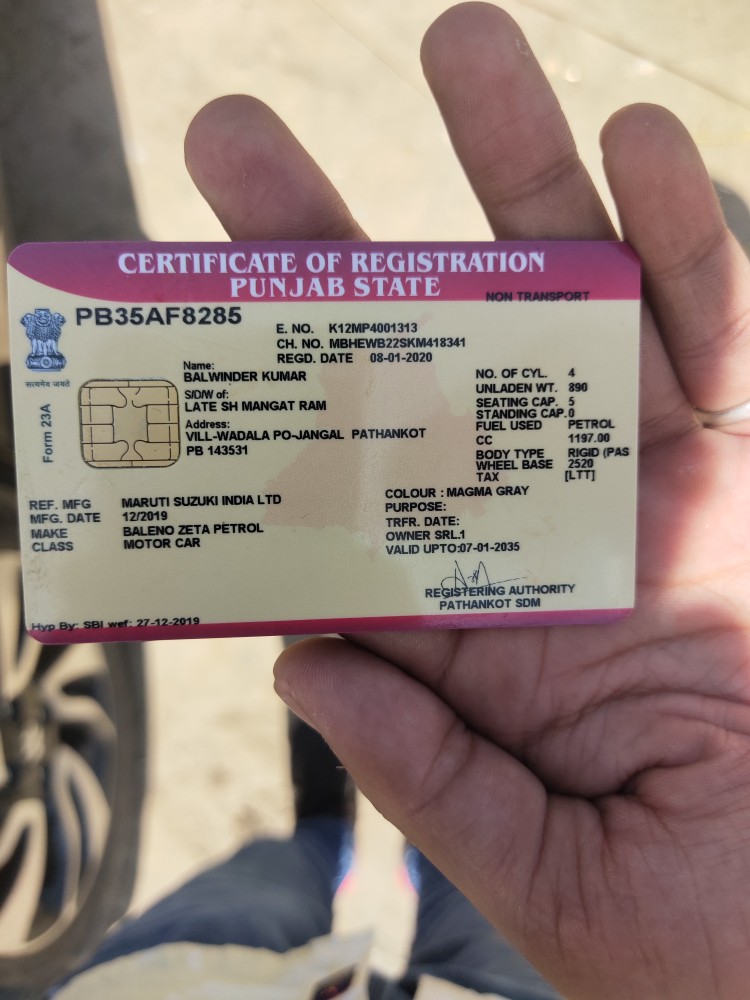 CERTIFICATE OF REGISTRATION
PUNJAB STATE
NON TRANSPORT
PB35AF8285
E. NO. K12MP4001313
CH. NO. MBHEWB22SKM418341
REGD. DATE 08-01-2020
सत्यमेव जयते
Form 23A
Name:
BALWINDER KUMAR
S/D/W of:
LATE SH MANGAT RAM
Address:
VILL-WADALA PO-JANGAL PATHANKOT
PB 143531
NO. OF CYL. 4
UNLADEN WT. 890
SEATING CAP. 5
STANDING CAP.0
FUEL USED PETROL
CC 1197.00
BODY TYPE RIGID (PAS
WHEEL BASE 2520
TAX [LTT]
REF. MFG MARUTI SUZUKI INDIA LTD
MFG. DATE 12/2019
MAKE BALENO ZETA PETROL
CLASS MOTOR CAR
COLOUR : MAGMA GRAY
PURPOSE:
TRFR. DATE:
OWNER SRL.1
VALID UPTO:07-01-2035
REGISTERING AUTHORITY
PATHANKOT SDM
Hyp By: SBI wef: 27-12-2019